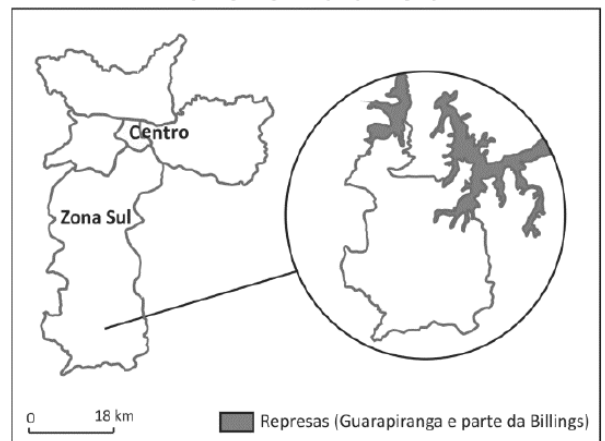 Centro
Zona Sul
0 18 km
Represas (Guarapiranga e parte da Billings)